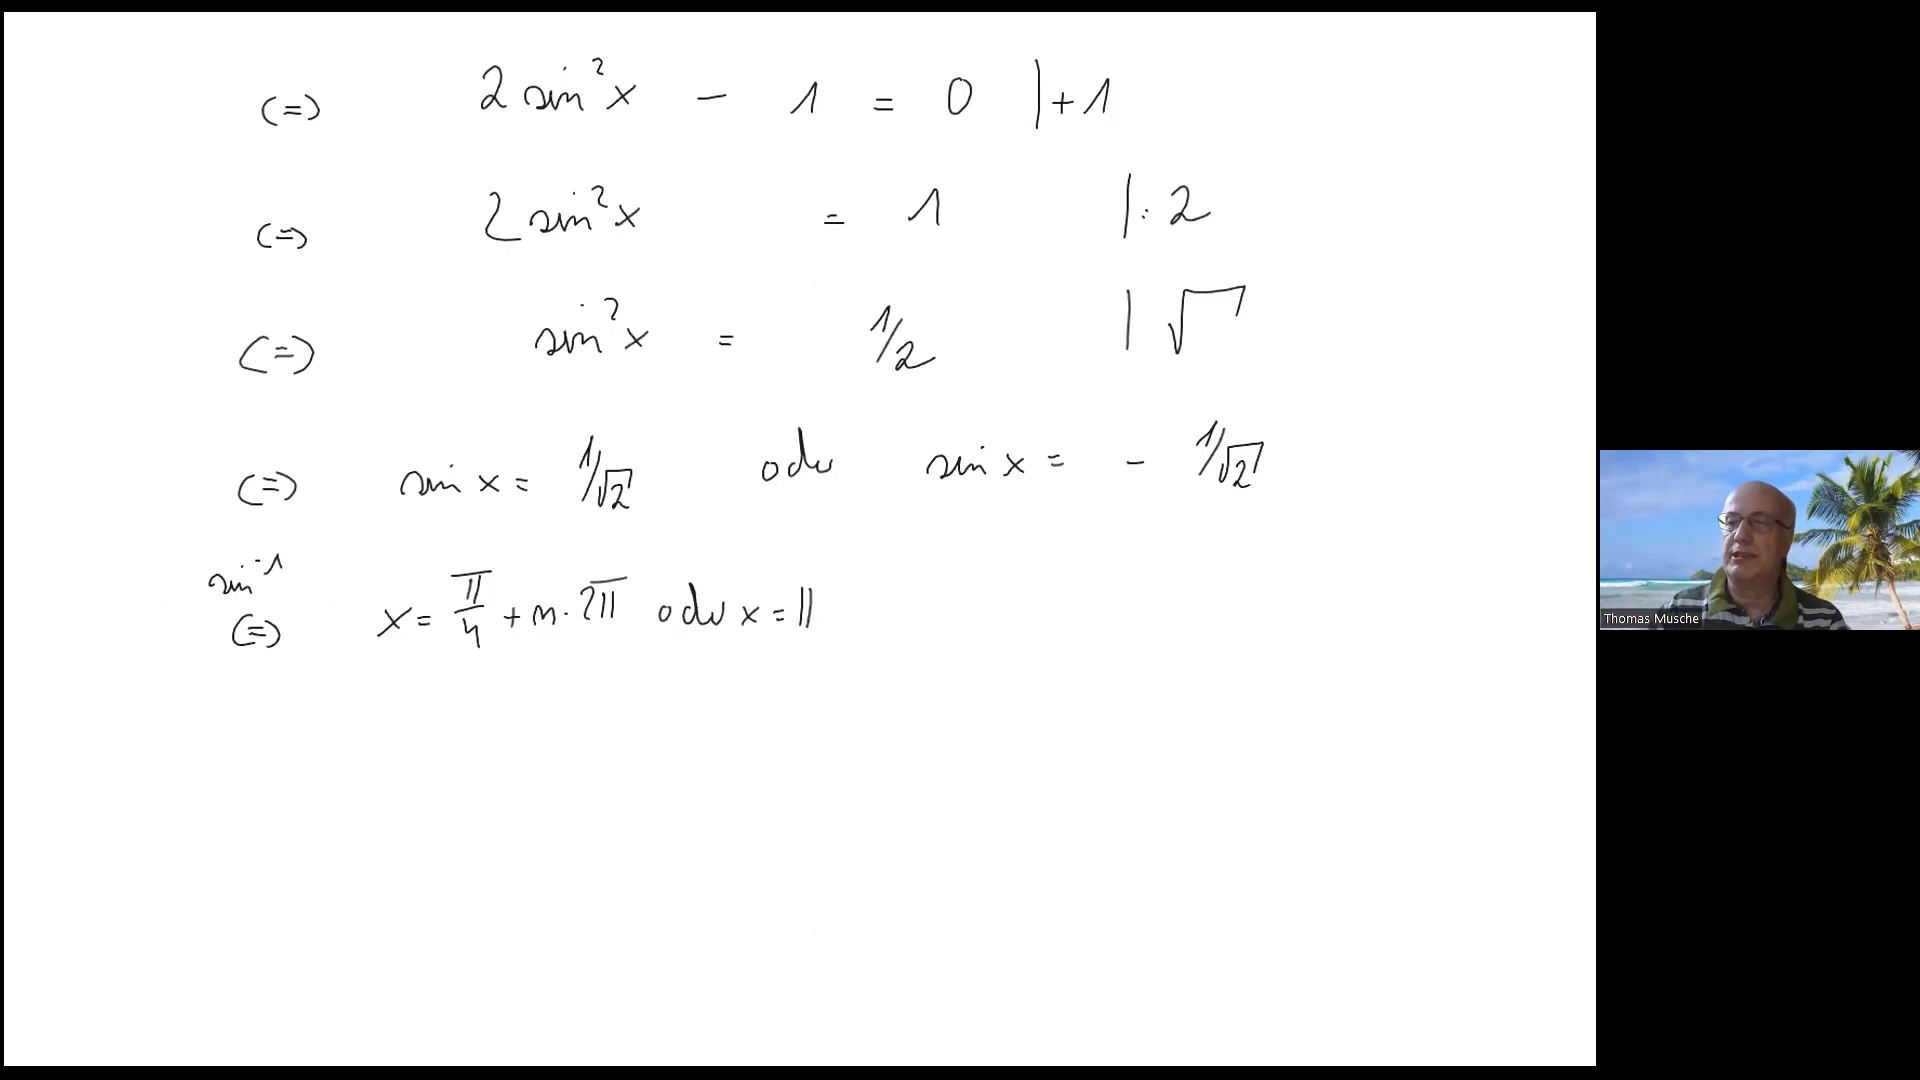 (=) 2 sin²x - 1 = 0 |+1
(=) 2 sin²x = 1 |: 2
(=) sin²x = 1/2 | √
(=) sin x = 1/√2 oder sin x = - 1/√2
sin⁻¹
(=) x = π/4 + n · 2π oder x = ||
Thomas Musche